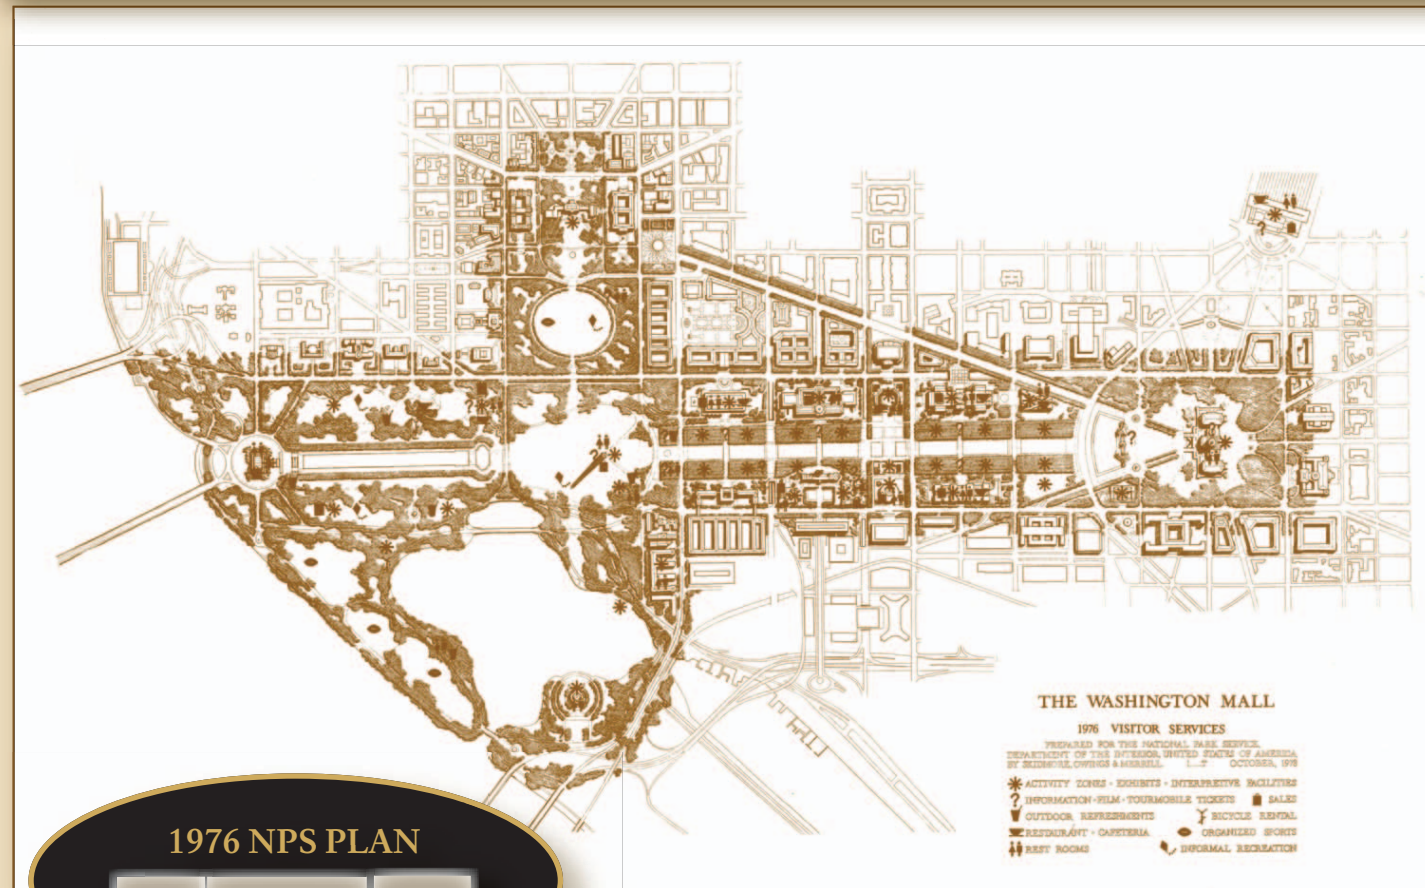 THE WASHINGTON MALL
1976 VISITOR SERVICES
PREPARED FOR THE NATIONAL PARK SERVICE,
DEPARTMENT OF THE INTERIOR, UNITED STATES OF AMERICA
BY SKIDMORE, OWINGS & MERRILL OCTOBER,
ACTIVITY ZONES · EXHIBITS · INTERPRETIVE FACILITIES
? INFORMATION · FILM · TOURMOBILE TICKETS SALES
OUTDOOR REFRESHMENTS BICYCLE RENTAL
RESTAURANT · CAFETERIA ORGANIZED SPORTS
REST ROOMS INFORMAL RECREATION
1976 NPS PLAN